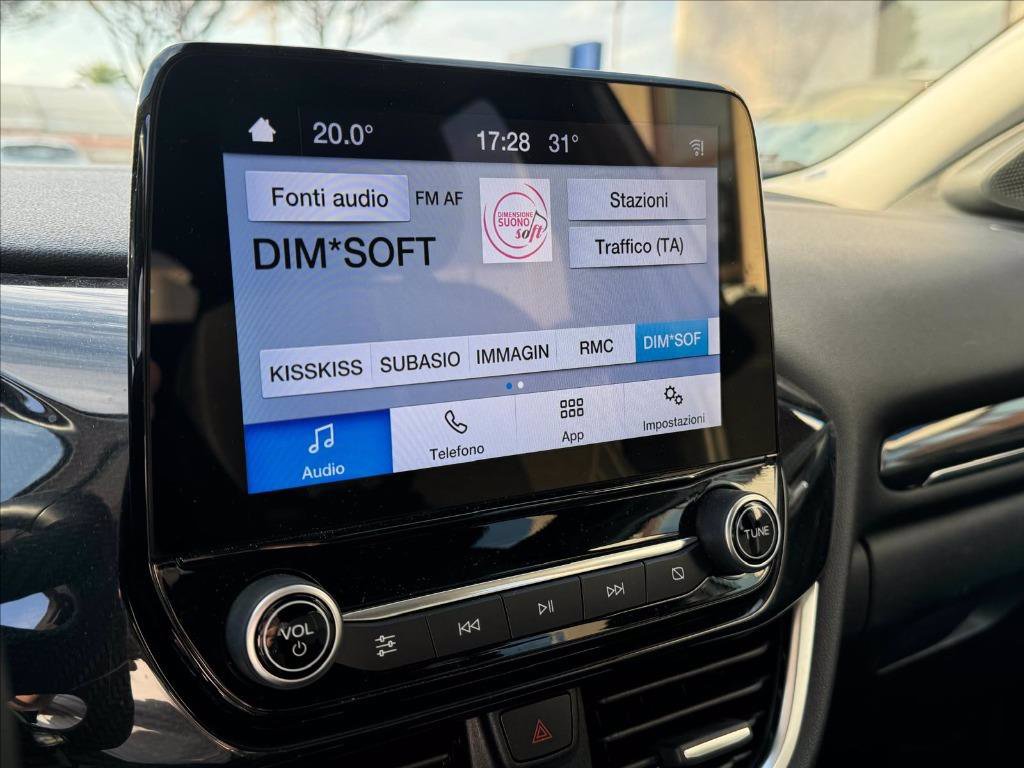 20.0° 17:28 31°
Fonti audio FM AF
DIMENSIONE
SUONO
soft
Stazioni
Traffico (TA)
DIM*SOFT
KISSKISS SUBASIO IMMAGIN RMC DIM*SOF
Audio Telefono App Impostazioni
VOL
TUNE